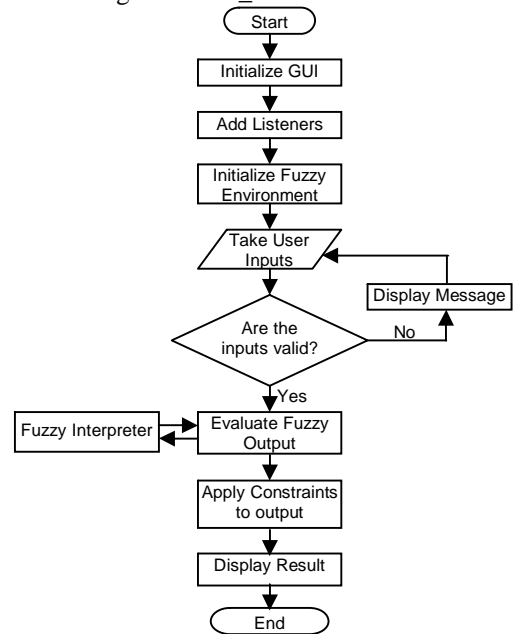 Start
Initialize GUI
Add Listeners
Initialize Fuzzy
Environment
Take User
Inputs
Display Message
Are the
inputs valid?
No
Yes
Fuzzy Interpreter
Evaluate Fuzzy
Output
Apply Constraints
to output
Display Result
End